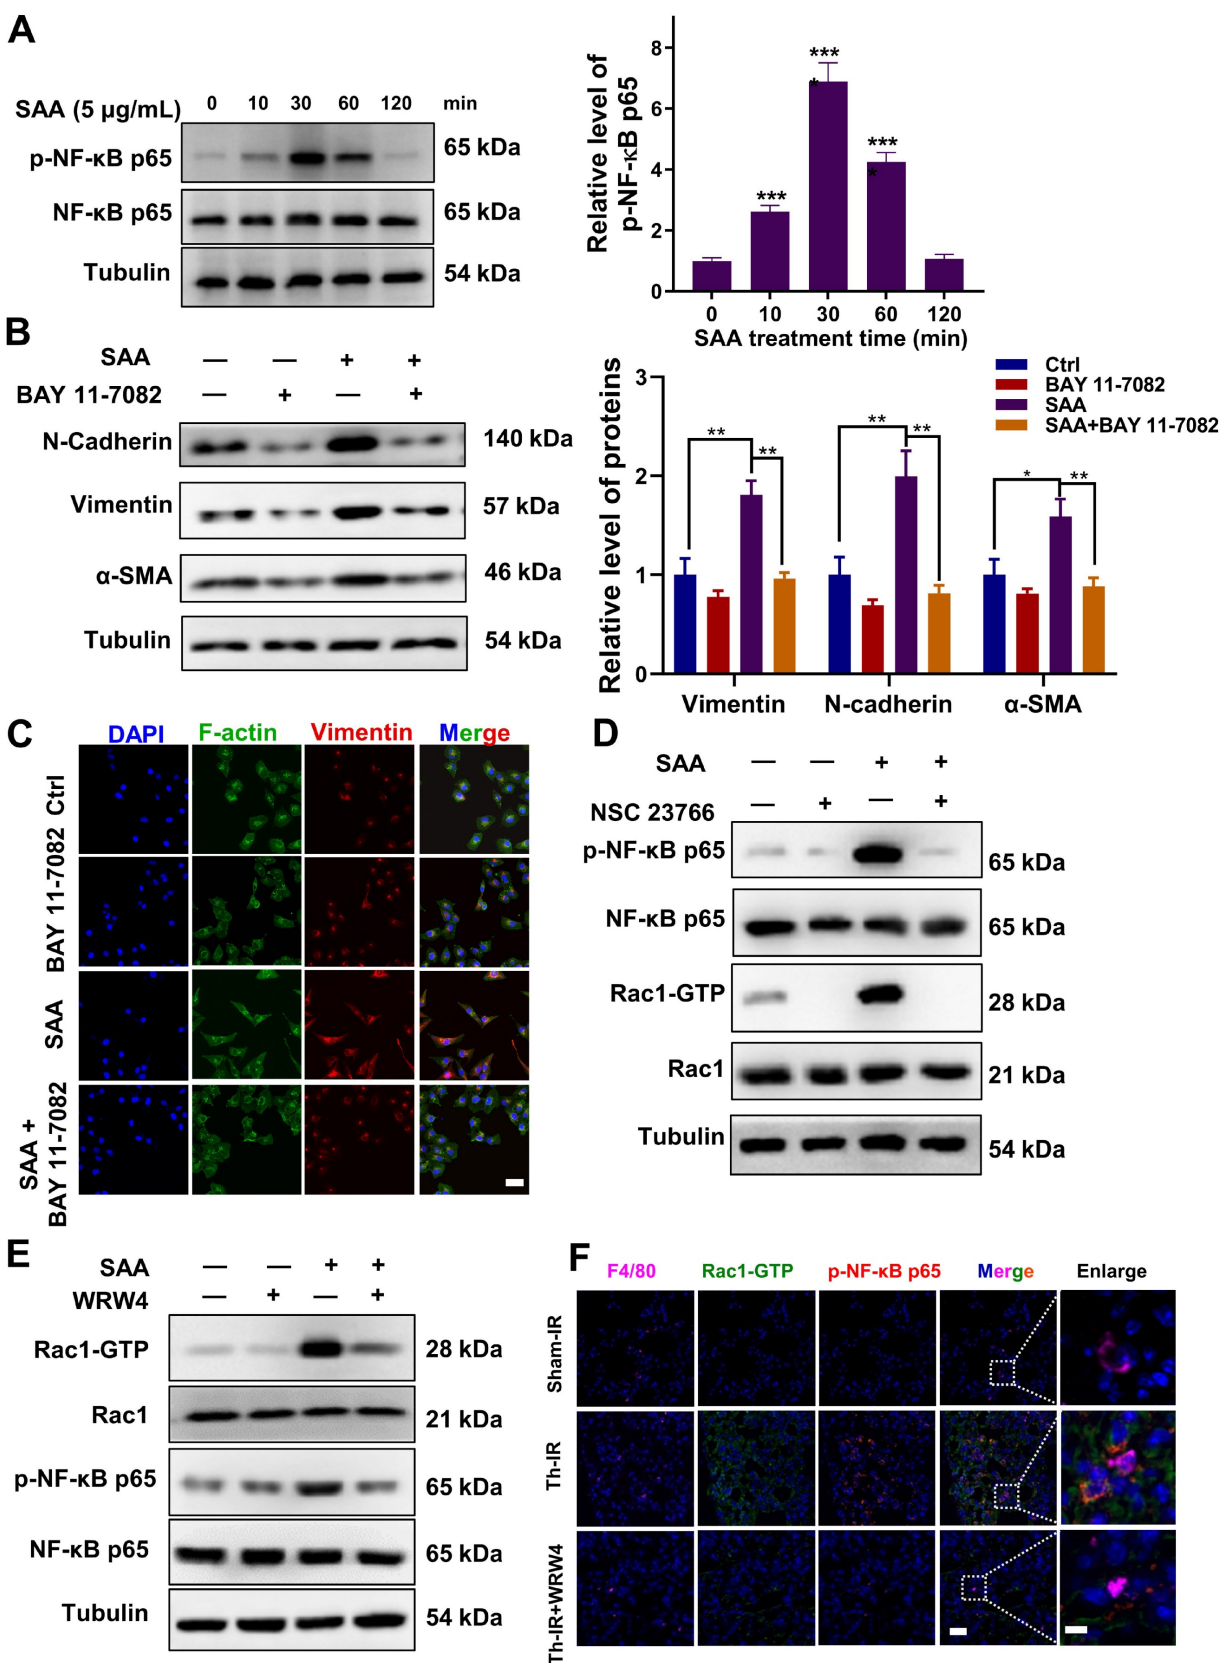 A
SAA (5 µg/mL) 0 10 30 60 120 min
p-NF-κB p65 65 kDa
NF-κB p65 65 kDa
Tubulin 54 kDa
Relative level of
p-NF-κB p65
8
6
4
2
0
***
*
***
***
*
0 10 30 60 120
SAA treatment time (min)
B
SAA — — + +
BAY 11-7082 — + — +
N-Cadherin 140 kDa
Vimentin 57 kDa
α-SMA 46 kDa
Tubulin 54 kDa
Relative level of proteins
3
2
1
0
Ctrl
BAY 11-7082
SAA
SAA+BAY 11-7082
** ** ** ** * **
Vimentin N-cadherin α-SMA
C
DAPI F-actin Vimentin Merge
Ctrl
BAY 11-7082
SAA
SAA +
BAY 11-7082
D
SAA — — + +
NSC 23766 — + — +
p-NF-κB p65 65 kDa
NF-κB p65 65 kDa
Rac1-GTP 28 kDa
Rac1 21 kDa
Tubulin 54 kDa
E
SAA — — + +
WRW4 — + — +
Rac1-GTP 28 kDa
Rac1 21 kDa
p-NF-κB p65 65 kDa
NF-κB p65 65 kDa
Tubulin 54 kDa
F
F4/80 Rac1-GTP p-NF-κB p65 Merge Enlarge
Sham-IR
Th-IR
Th-IR+WRW4